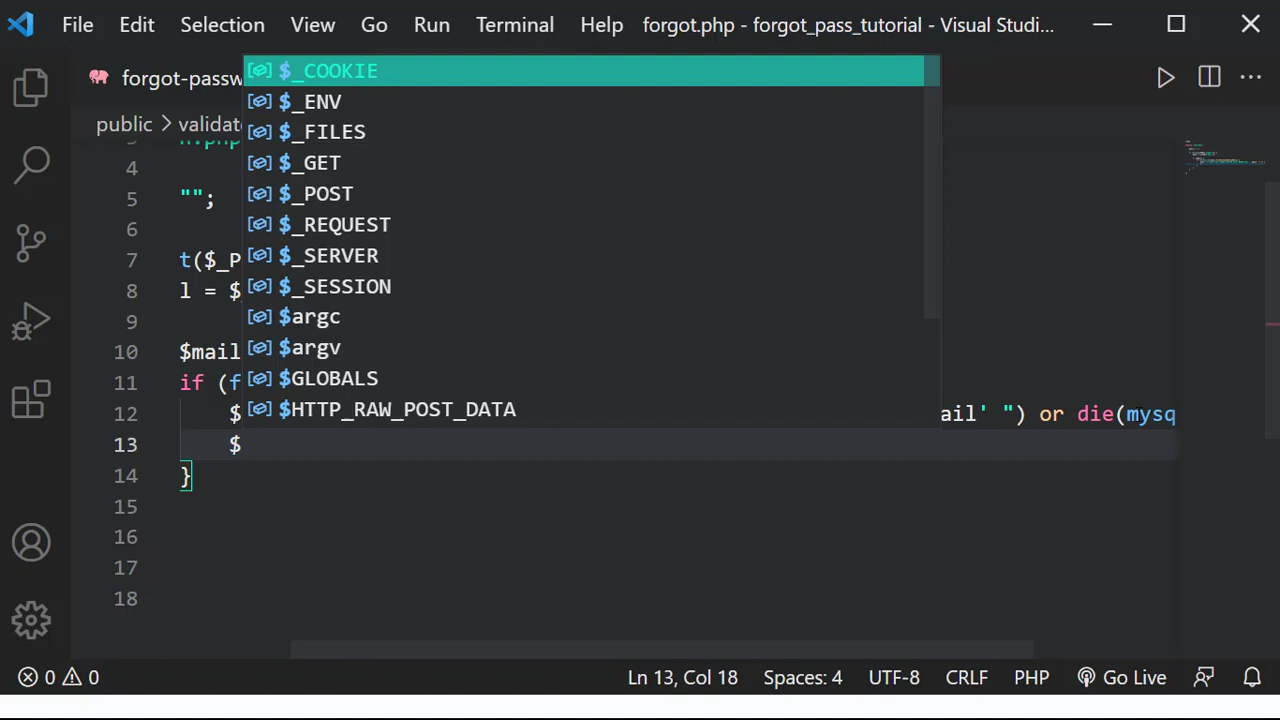 File Edit Selection View Go Run Terminal Help forgot.php - forgot_pass_tutorial - Visual Studi...
forgot-passw
public > validate
$_COOKIE
$_ENV
$_FILES
$_GET
$_POST
$_REQUEST
$_SERVER
$_SESSION
$argc
$argv
$GLOBALS
$HTTP_RAW_POST_DATA
4
5 "";
6
7 t($_P
8 l = $
9
10 $mail
11 if (f
12 $ ail' ") or die(mysq
13 $
14 }
15
16
17
18
0 0 Ln 13, Col 18 Spaces: 4 UTF-8 CRLF PHP Go Live